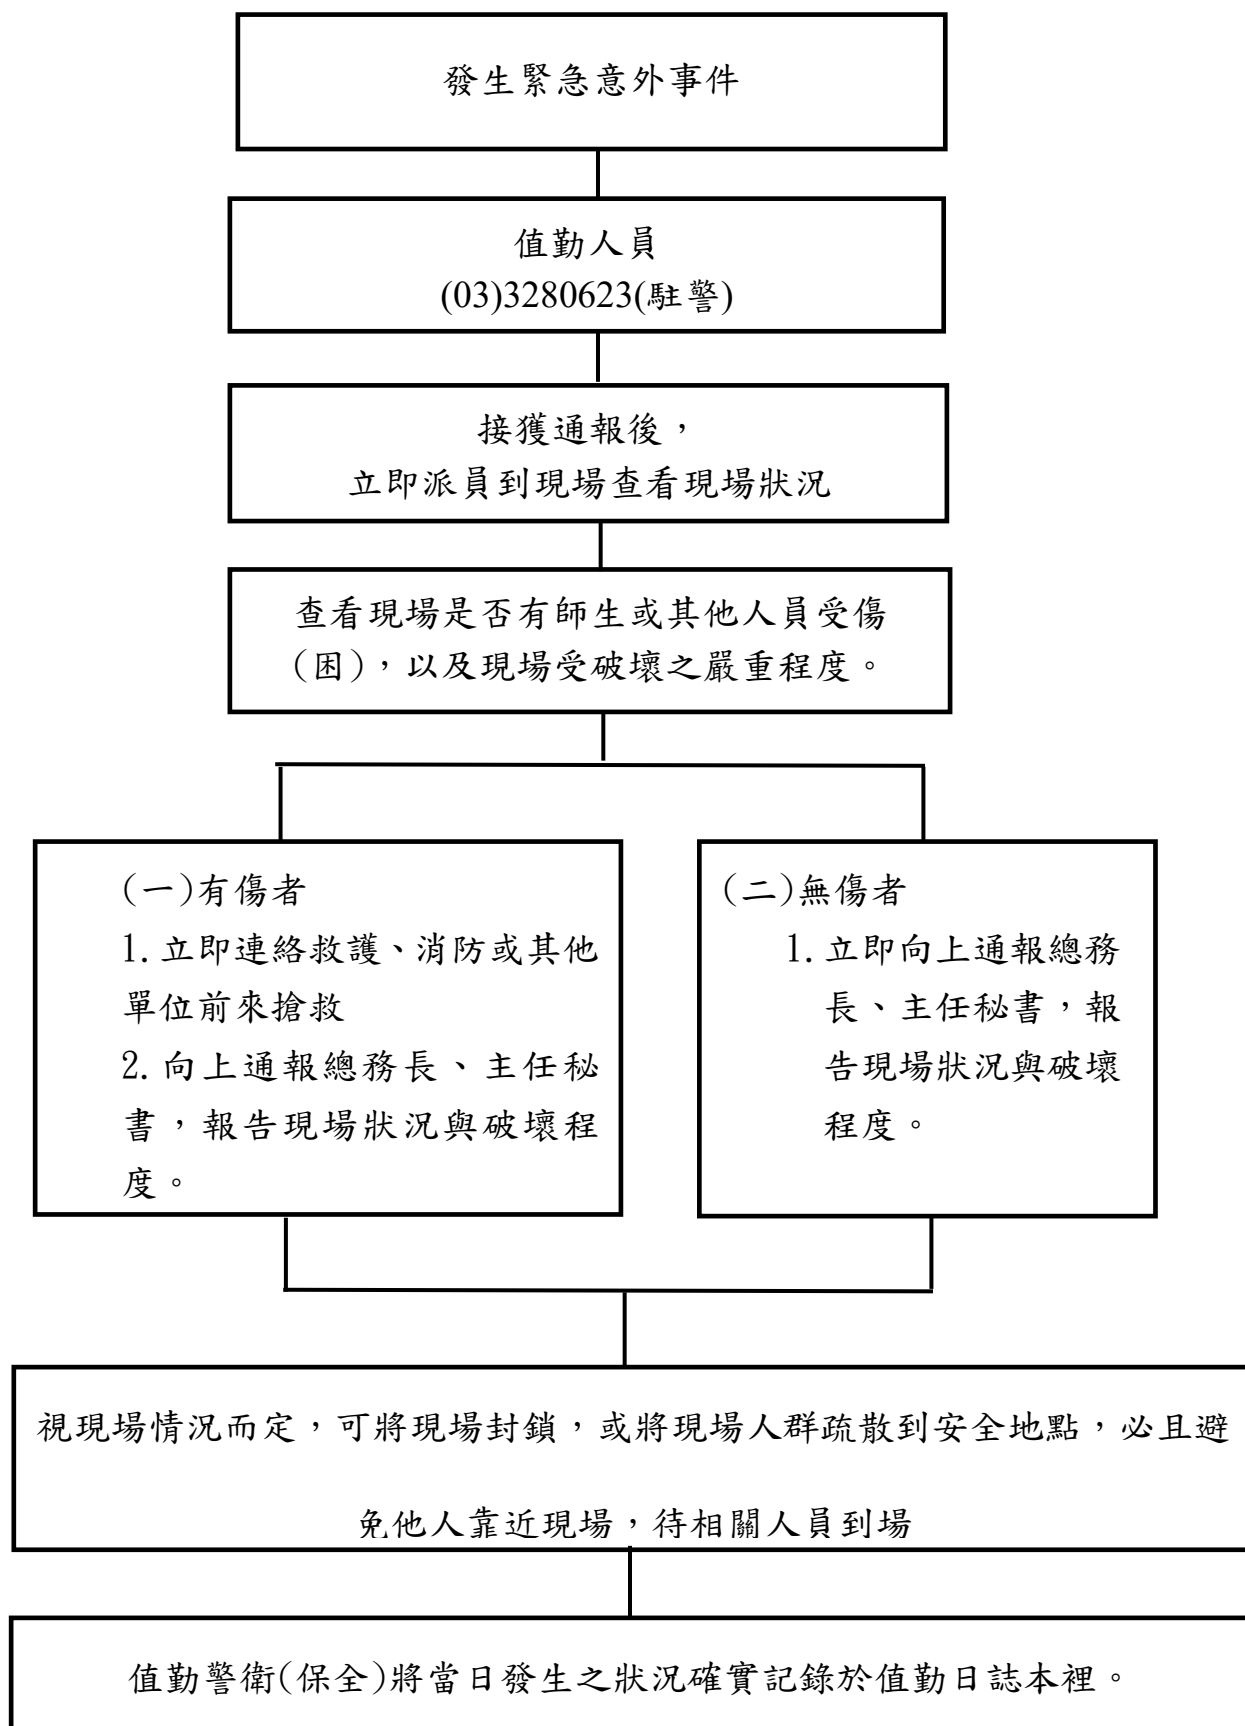 發生緊急意外事件
值勤人員
(03)3280623(駐警)
接獲通報後，
立即派員到現場查看現場狀況
查看現場是否有師生或其他人員受傷
(困)，以及現場受破壞之嚴重程度。
(一)有傷者
1.立即連絡救護、消防或其他
單位前來搶救
2.向上通報總務長、主任秘
書，報告現場狀況與破壞程
度。
(二)無傷者
1.立即向上通報總務
長、主任秘書，報
告現場狀況與破壞
程度。
視現場情況而定，可將現場封鎖，或將現場人群疏散到安全地點，必且避
免他人靠近現場，待相關人員到場
值勤警衛(保全)將當日發生之狀況確實記錄於值勤日誌本裡。